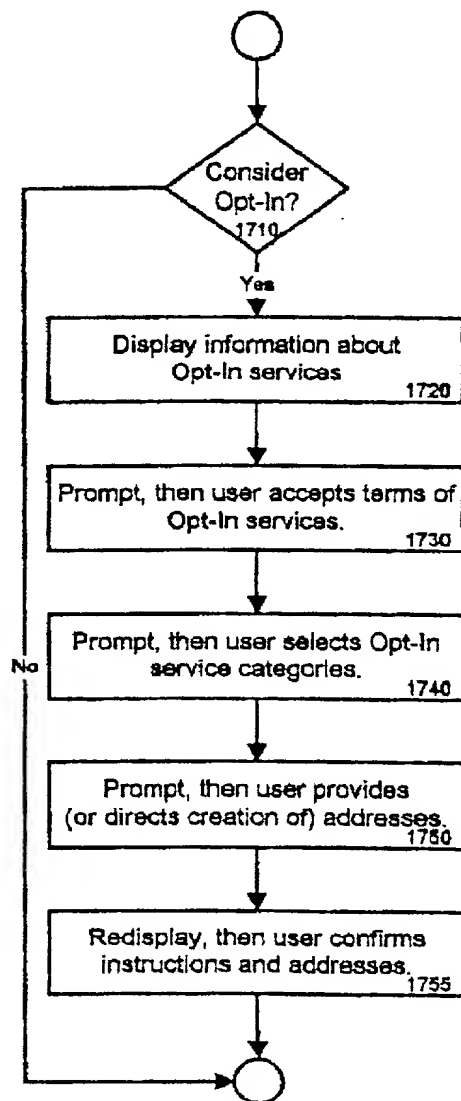 Consider
Opt-In?
1710
Yes
Display information about
Opt-In services
1720
Prompt, then user accepts terms of
Opt-In services.
1730
No
Prompt, then user selects Opt-In
service categories.
1740
Prompt, then user provides
(or directs creation of) addresses.
1750
Redisplay, then user confirms
instructions and addresses.
1755